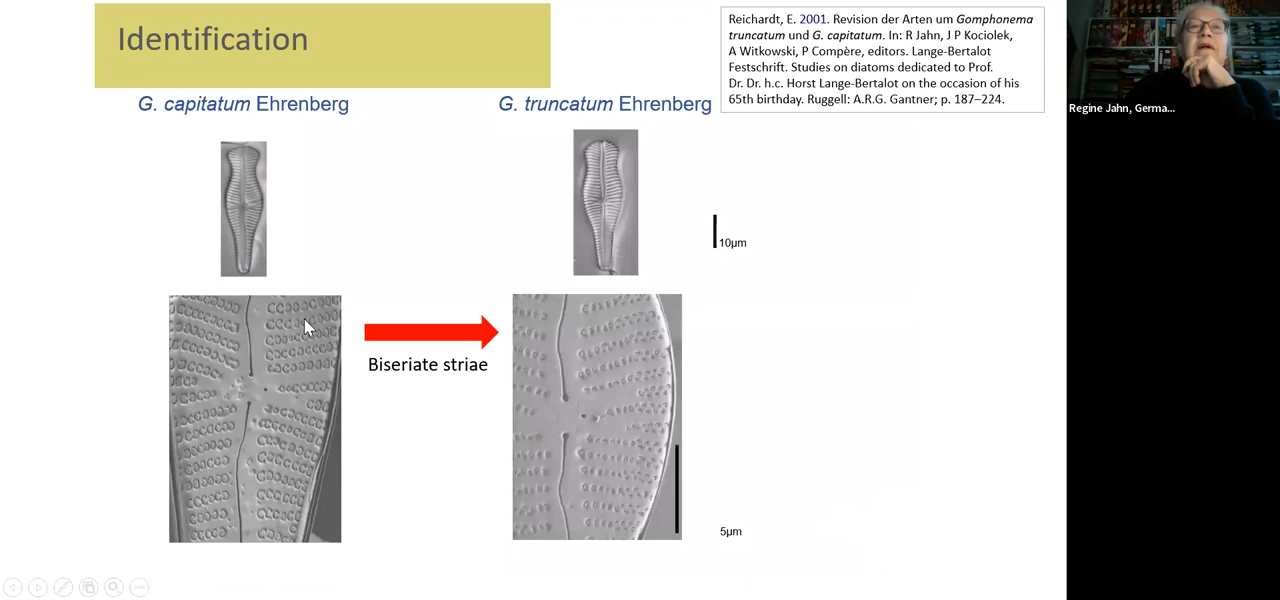 Identification
Reichardt, E. 2001. Revision der Arten um Gomphonema
truncatum und G. capitatum. In: R Jahn, J P Kociolek,
A Witkowski, P Compère, editors. Lange-Bertalot
Festschrift. Studies on diatoms dedicated to Prof.
Dr. Dr. h.c. Horst Lange-Bertalot on the occasion of his
65th birthday. Ruggell: A.R.G. Gantner; p. 187–224.
Regine Jahn, Germa...
G. capitatum Ehrenberg
G. truncatum Ehrenberg
10µm
Biseriate striae
5µm